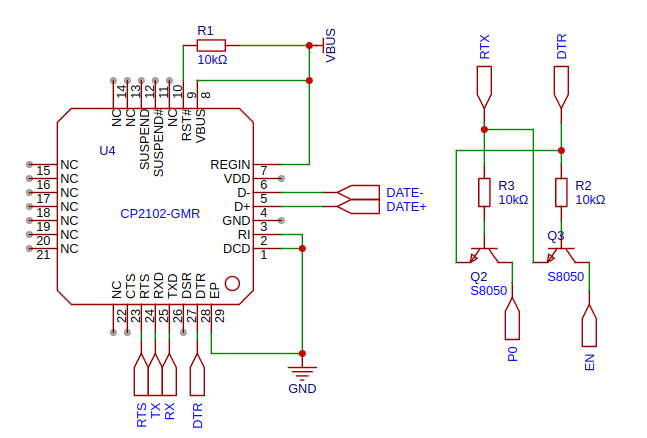 R1
10kΩ
VBUS
RTX
DTR
14
13
12
11
10
9
8
NC
NC
SUSPEND
SUSPEND#
NC
RST#
VBUS
U4
CP2102-GMR
NC
15
NC
16
NC
17
NC
18
NC
19
NC
20
NC
21
REGIN
7
VDD
6
D-
5
D+
4
GND
3
RI
2
DCD
1
DATE-
DATE+
NC
CTS
RTS
RXD
TXD
DSR
DTR
EP
22
23
24
25
26
27
28
29
RTS
TX
RX
DTR
GND
R3
10kΩ
R2
10kΩ
Q2
S8050
Q3
S8050
P0
EN